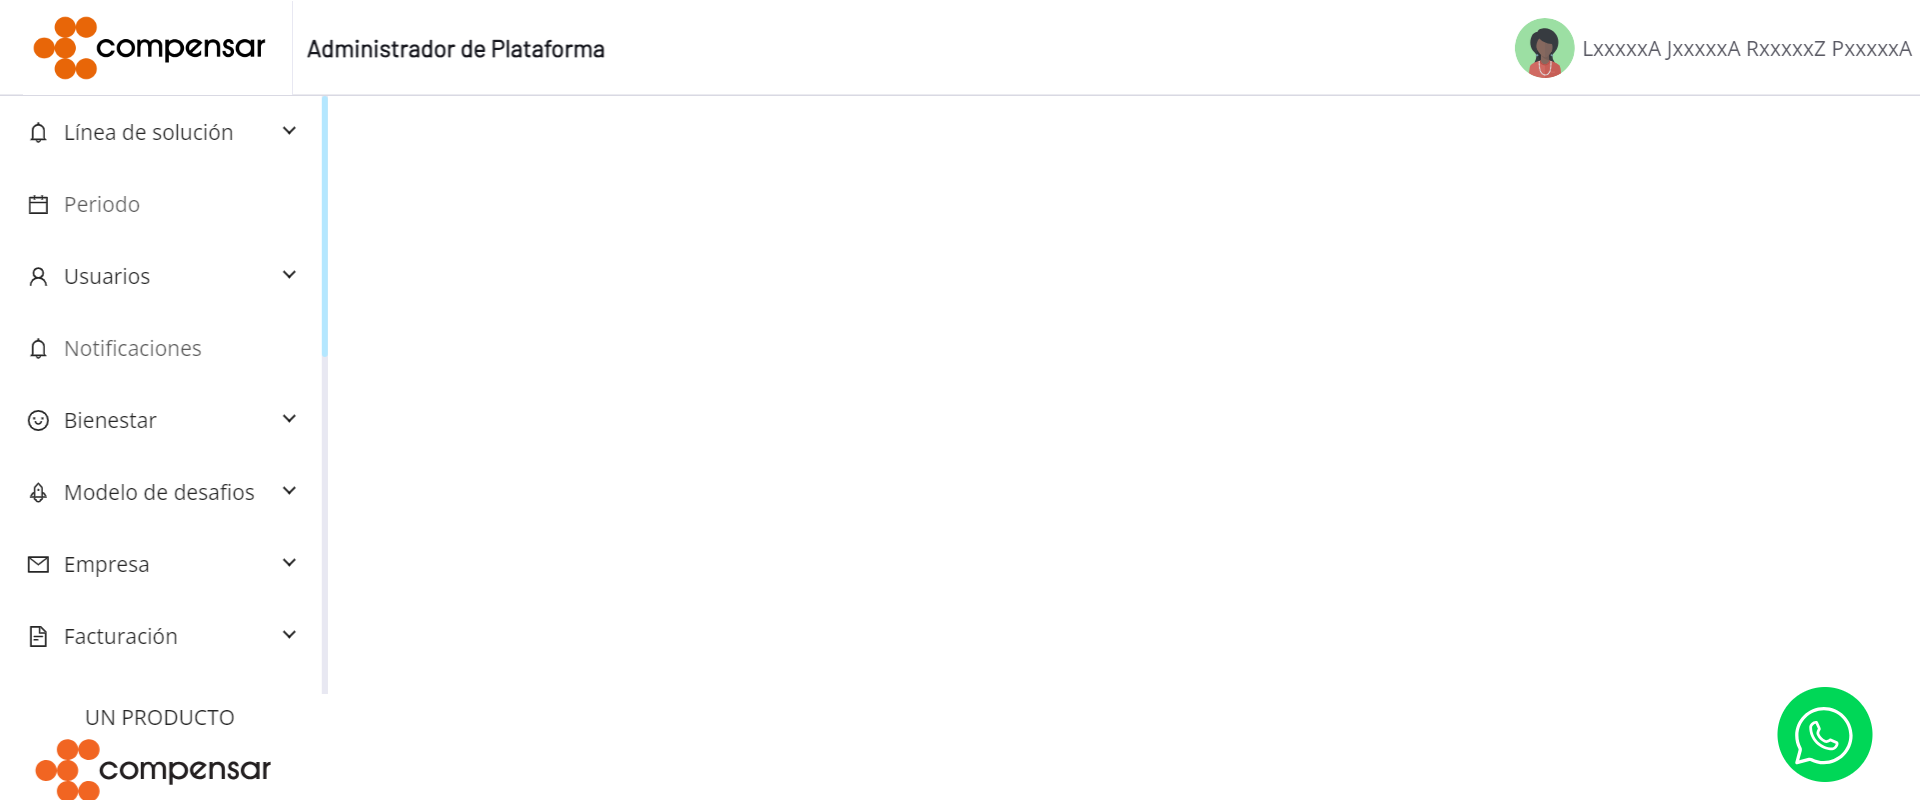 compensar
Administrador de Plataforma
LxxxxxA JxxxxxA RxxxxxZ PxxxxxA
Línea de solución
Periodo
Usuarios
Notificaciones
Bienestar
Modelo de desafios
Empresa
Facturación
UN PRODUCTO
compensar